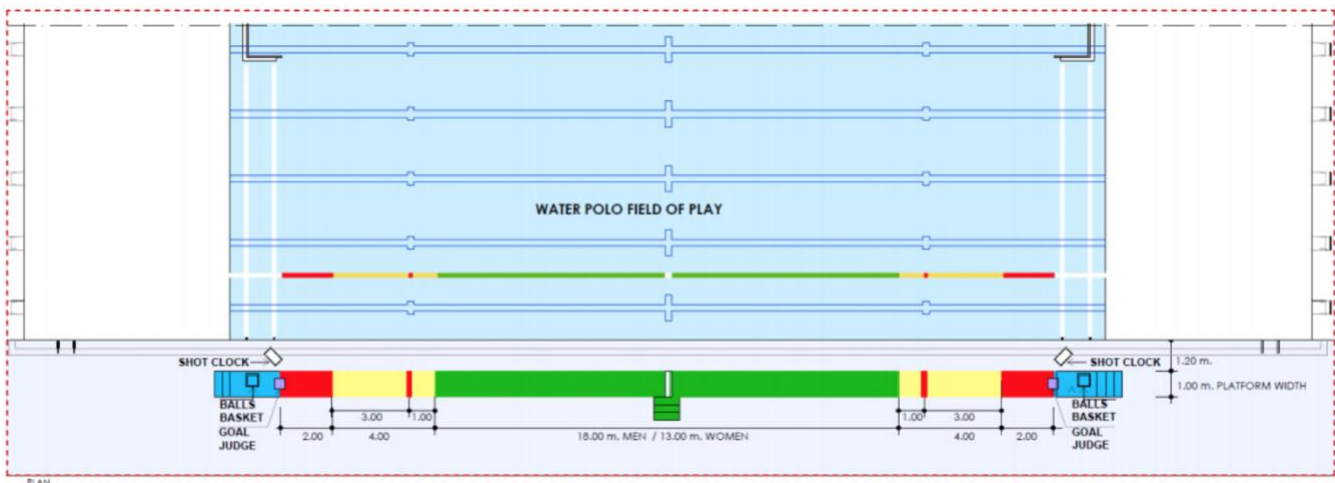 WATER POLO FIELD OF PLAY
SHOT CLOCK
SHOT CLOCK
1.20 m.
1.00 m. PLATFORM WIDTH
BALLS
BASKET
GOAL
JUDGE
3.00
1.00
2.00
4.00
18.00 m. MEN / 13.00 m. WOMEN
1.00
3.00
4.00
2.00
BALLS
BASKET
GOAL
JUDGE
PLAN